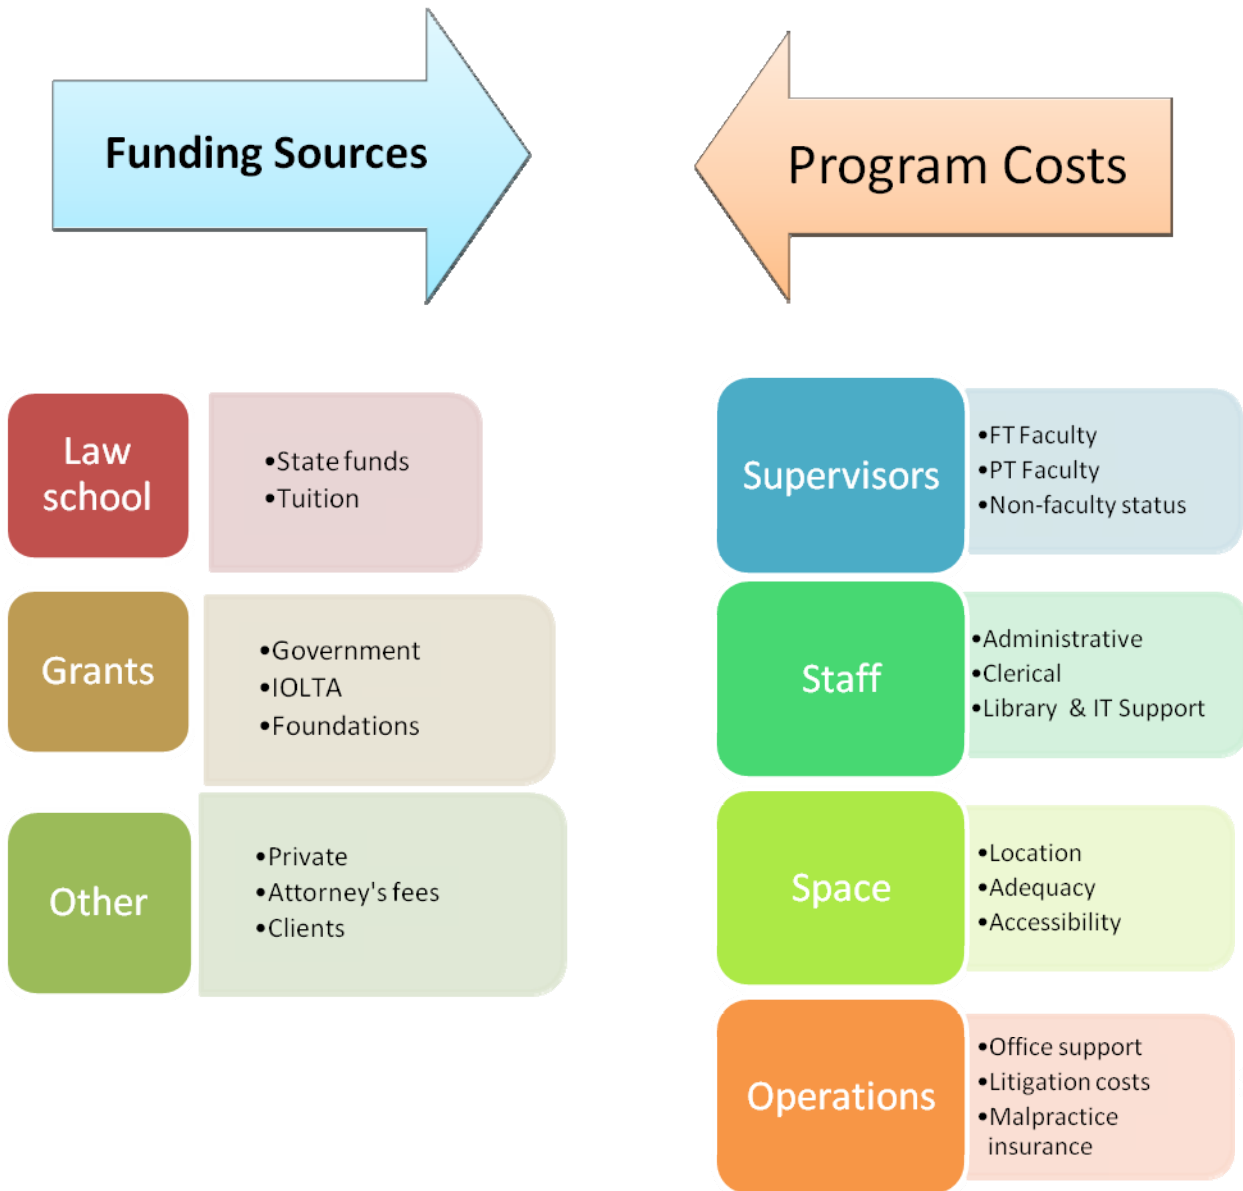 Funding Sources
Program Costs
Law
school
•State funds
•Tuition
Grants
•Government
•IOLTA
•Foundations
Other
•Private
•Attorney's fees
•Clients
Supervisors
•FT Faculty
•PT Faculty
•Non-faculty status
Staff
•Administrative
•Clerical
•Library & IT Support
Space
•Location
•Adequacy
•Accessibility
Operations
•Office support
•Litigation costs
•Malpractice
insurance